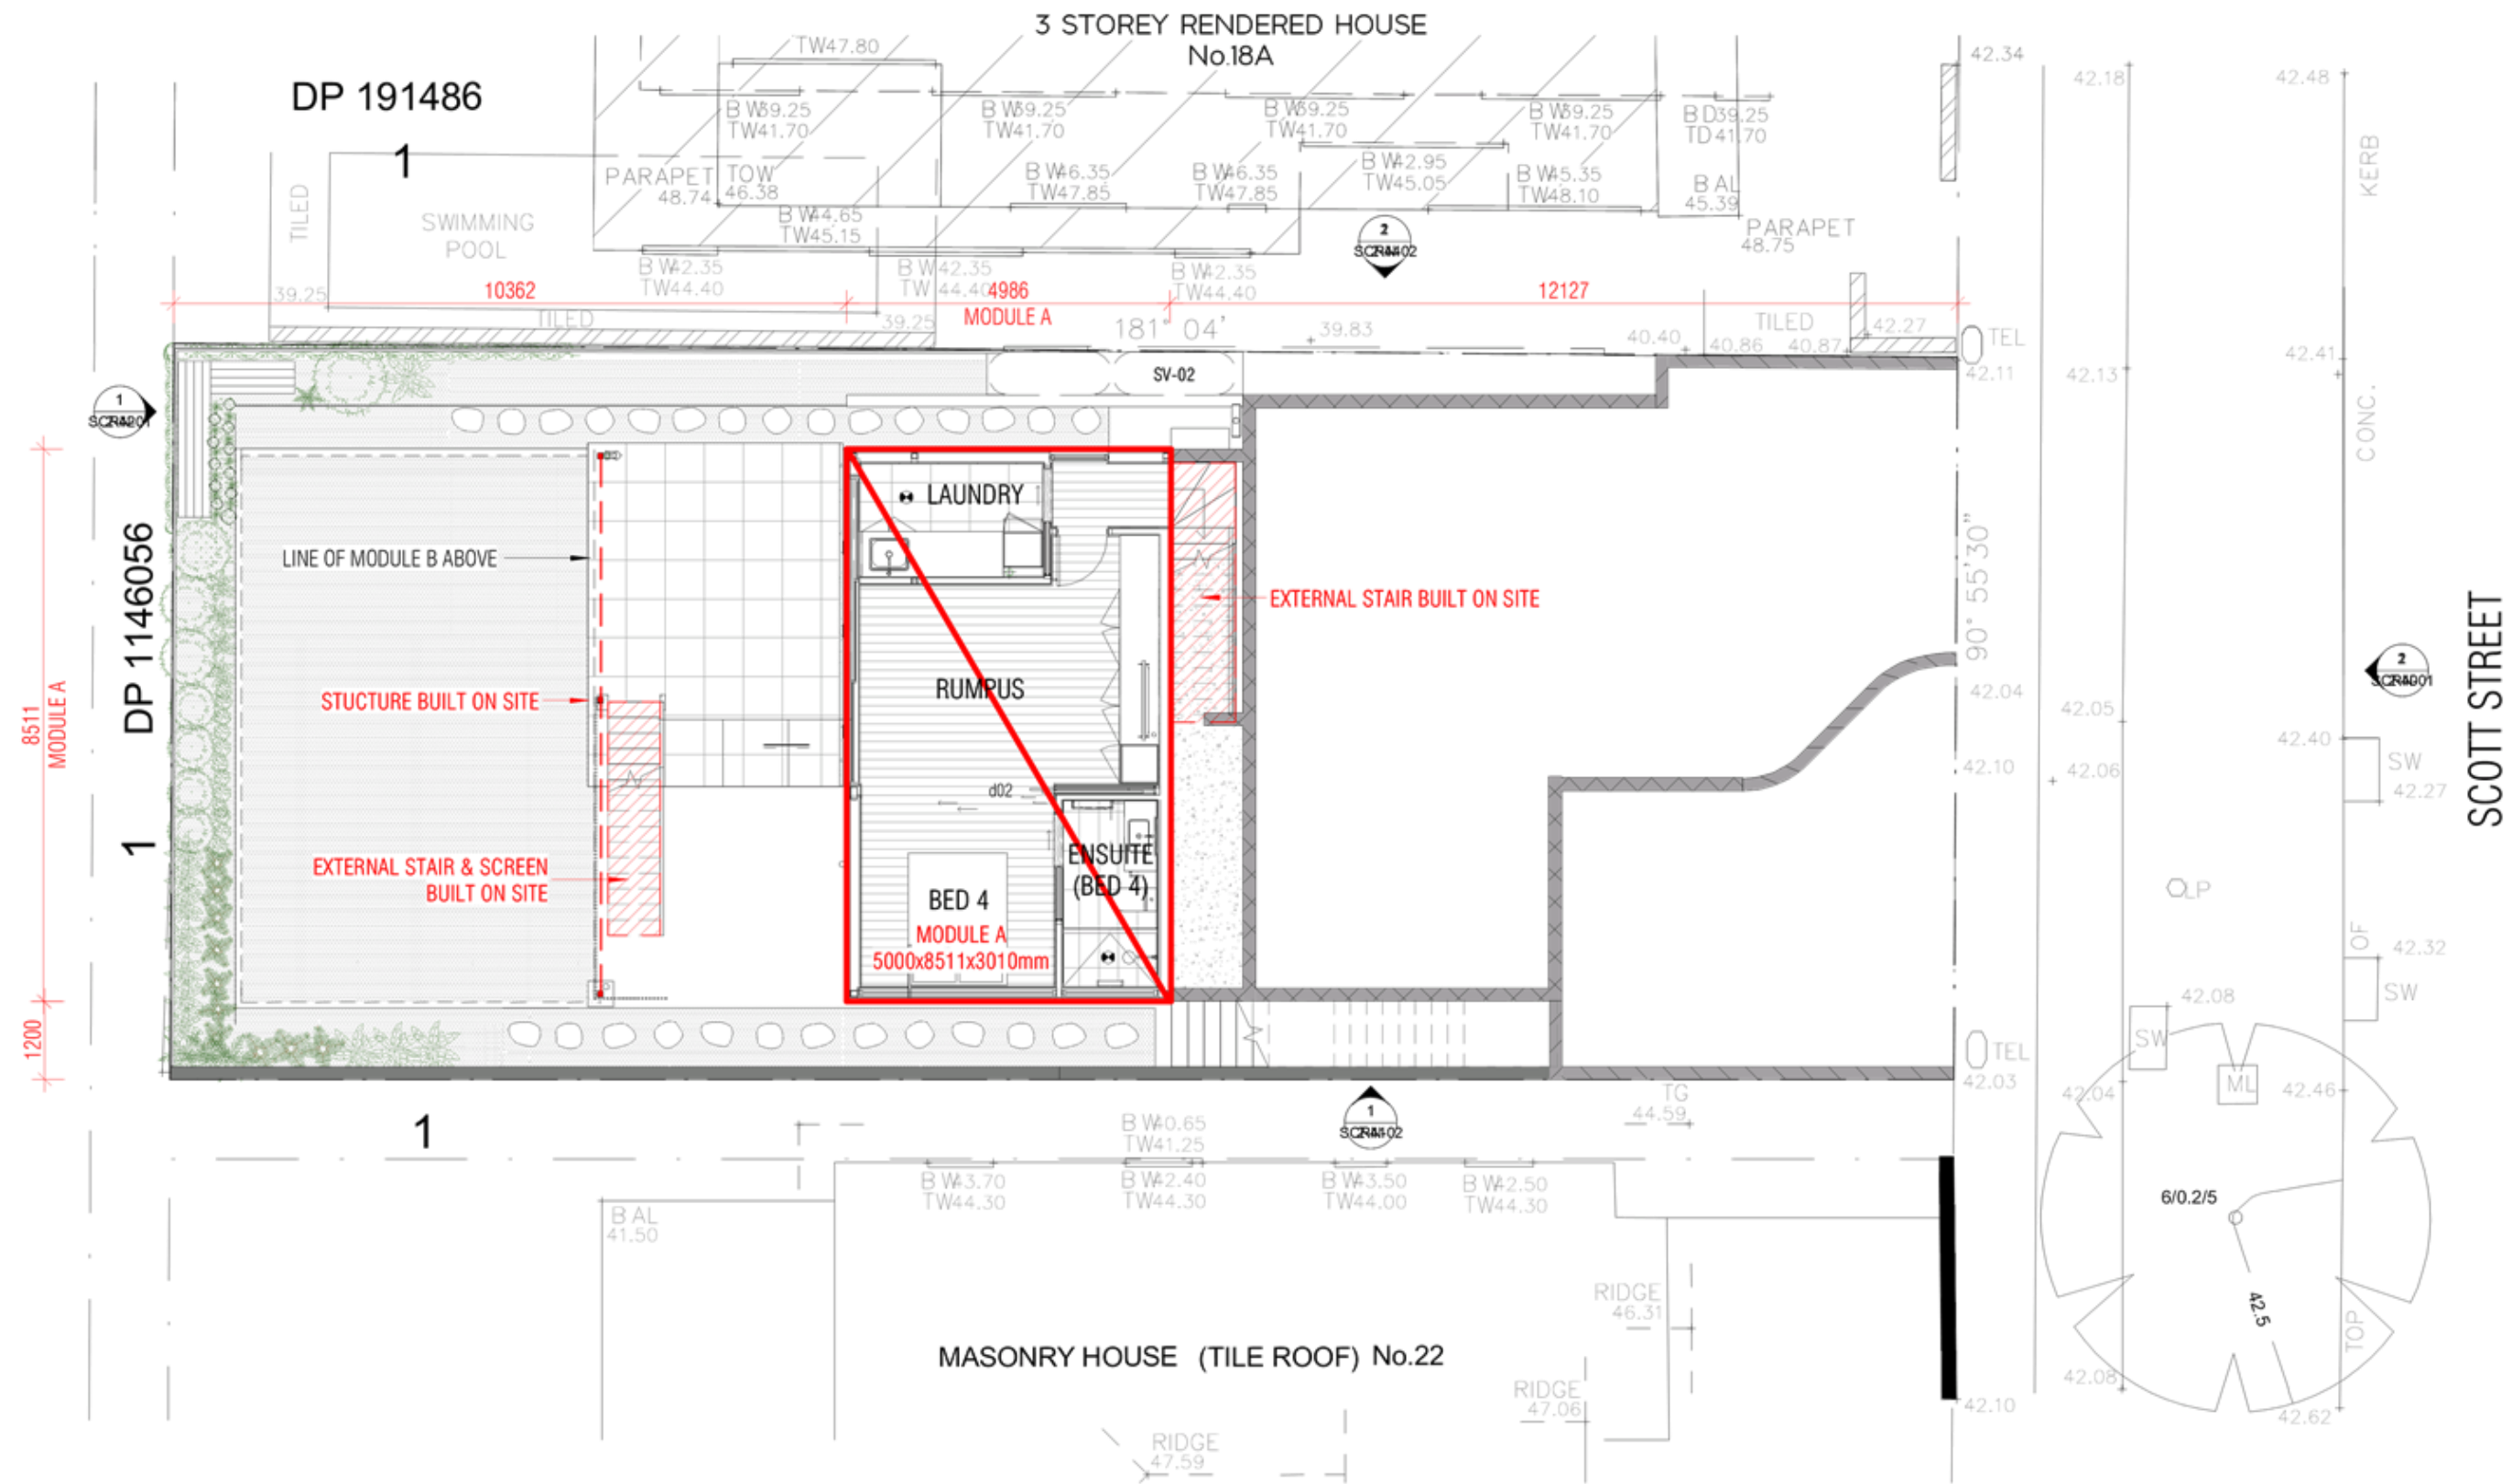 3 STOREY RENDERED HOUSE
No.18A
TW47.80
42.34
42.18
42.48
DP 191486
1
B W39.25
TW41.70
B W39.25
TW41.70
B W39.25
TW41.70
B W39.25
TW41.70
B D39.25
TD 41.70
KERB
PARAPET
48.74
TOW
46.38
B W46.35
TW47.85
B W46.35
TW47.85
B W42.95
TW45.05
B W45.35
TW48.10
B AL
45.39
TILED
SWIMMING
POOL
B W44.65
TW45.15
2
PARAPET
48.75
B W42.35
TW44.40
B W42.35
TW 44.40
B W42.35
TW44.40
39.25
10362
4986
MODULE A
12127
TILED
39.25
181° 04'
39.83
40.40
TILED
40.86
40.87
42.27
TEL
42.41
42.11
42.13
SV-02
1
CONC.
LAUNDRY
LINE OF MODULE B ABOVE
DP 1146056
1
EXTERNAL STAIR BUILT ON SITE
90° 55'30"
SCOTT STREET
2
RUMPUS
STUCTURE BUILT ON SITE
8511
MODULE A
42.04
42.05
42.40
SW
42.27
42.10
42.06
d02
ENSUITE
(BED 4)
EXTERNAL STAIR & SCREEN
BUILT ON SITE
BED 4
MODULE A
5000x8511x3010mm
LP
OF
42.32
SW
42.08
1200
SW
TEL
42.03
42.04
ML
42.46
1
1
B W40.65
TW41.25
TG
44.59
B W43.70
TW44.30
B W42.40
TW44.30
B W43.50
TW44.00
B W42.50
TW44.30
B AL
41.50
6/0.2/5
RIDGE
46.31
42.5
TOP
MASONRY HOUSE (TILE ROOF) No.22
RIDGE
47.06
42.08
42.10
42.62
RIDGE
47.59